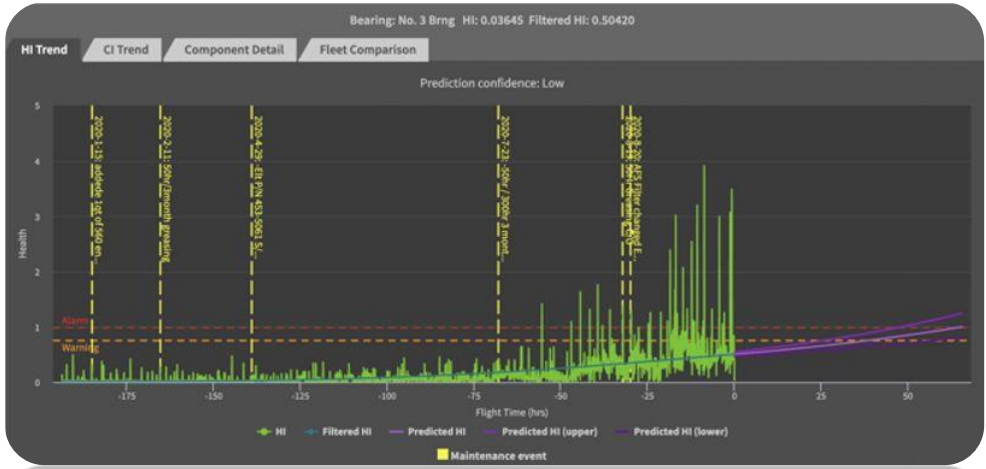 Bearing: No. 3 Brng HI: 0.03645 Filtered HI: 0.50420
HI Trend
CI Trend
Component Detail
Fleet Comparison
Prediction confidence: Low
Health
5
4
3
2
1
0
Alarm
Warning
2020-1-15: addede 1qt of 560 en...
2020-2-11: 50hr/3month greasing
2020-4-29: -Elt P/N 453-5061 S/...
2020-7-23: -50hr / 300hr 3 mont...
2020-8-20: AFS Filter changed E...
-175
-150
-125
-100
-75
-50
-25
0
25
50
Flight Time (hrs)
HI
Filtered HI
Predicted HI
Predicted HI (upper)
Predicted HI (lower)
Maintenance event